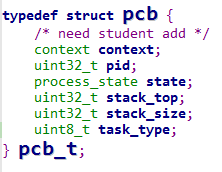 typedef struct pcb {
/* need student add */
context context;
uint32_t pid;
process_state state;
uint32_t stack_top;
uint32_t stack_size;
uint8_t task_type;
} pcb_t;